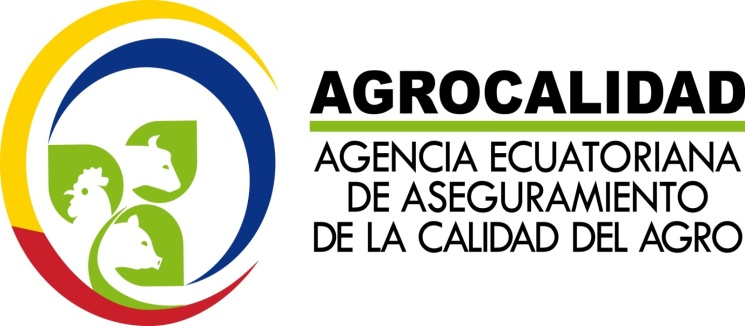 AGROCALIDAD
AGENCIA ECUATORIANA
DE ASEGURAMIENTO
DE LA CALIDAD DEL AGRO